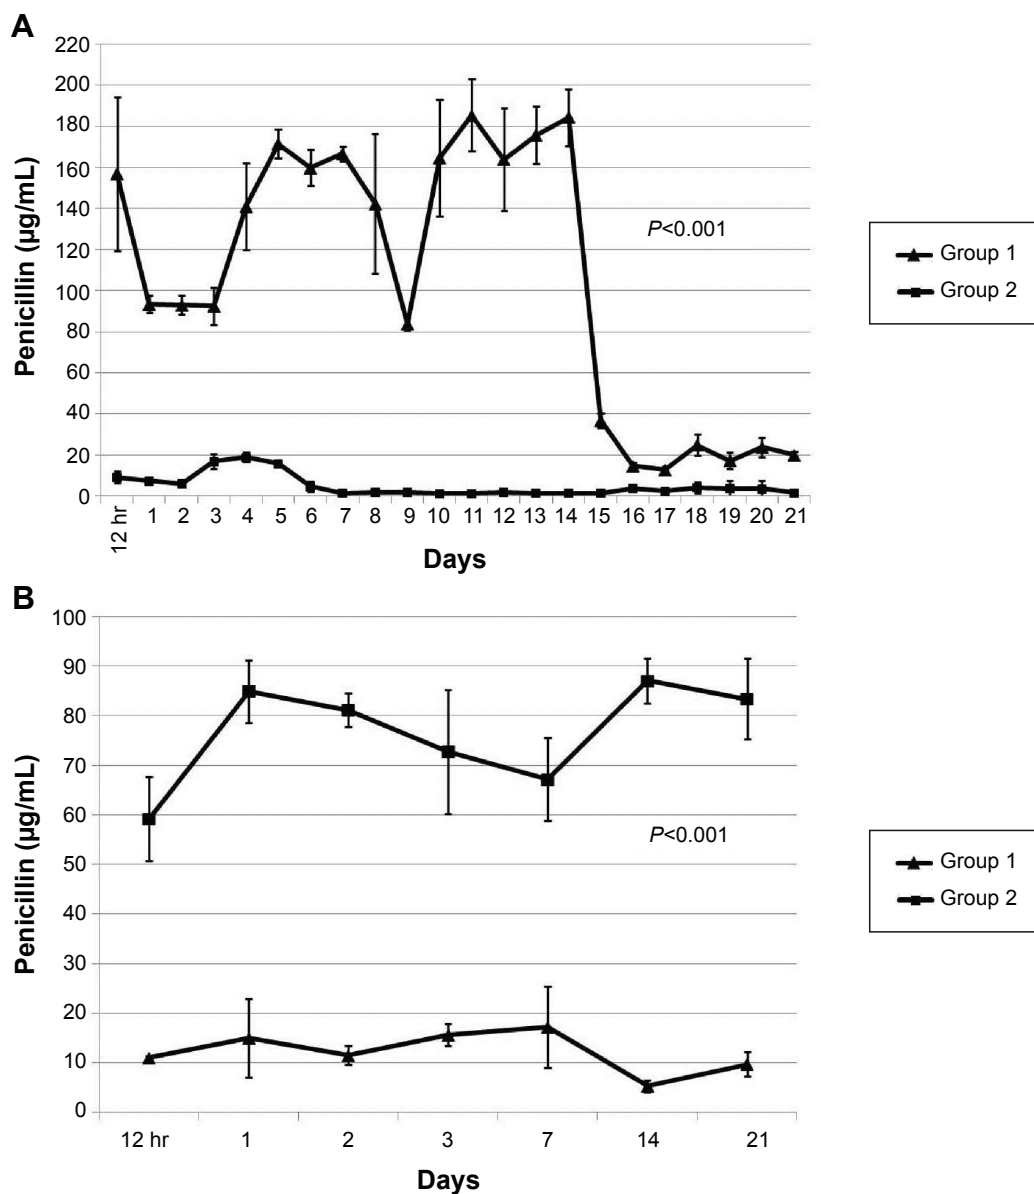 A
220
200
180
160
140
120
100
80
60
40
20
0
Penicillin (µg/mL)
P<0.001
Group 1
Group 2
12 hr 1 2 3 4 5 6 7 8 9 10 11 12 13 14 15 16 17 18 19 20 21
Days
B
100
90
80
70
60
50
40
30
20
10
0
Penicillin (µg/mL)
P<0.001
Group 1
Group 2
12 hr 1 2 3 7 14 21
Days